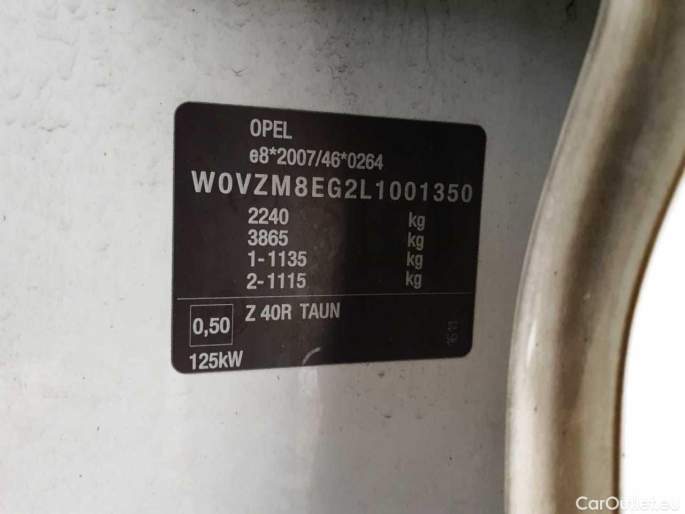 OPEL
e8*2007/46*0264
W0VZM8EG2L1001350
2240 kg
3865 kg
1-1135 kg
2-1115 kg
0,50 Z 40R TAUN
125kW
CarOutlet.eu